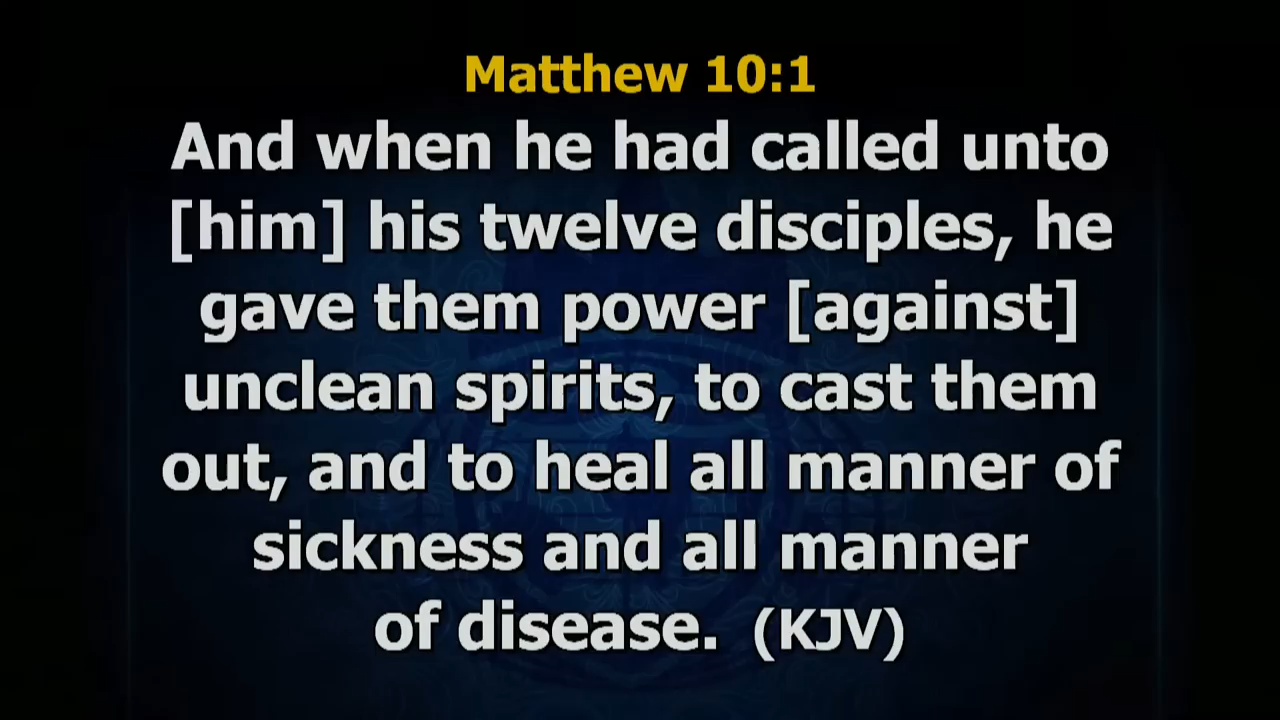 Matthew 10:1
And when he had called unto
[him] his twelve disciples, he
gave them power [against]
unclean spirits, to cast them
out, and to heal all manner of
sickness and all manner
of disease. (KJV)